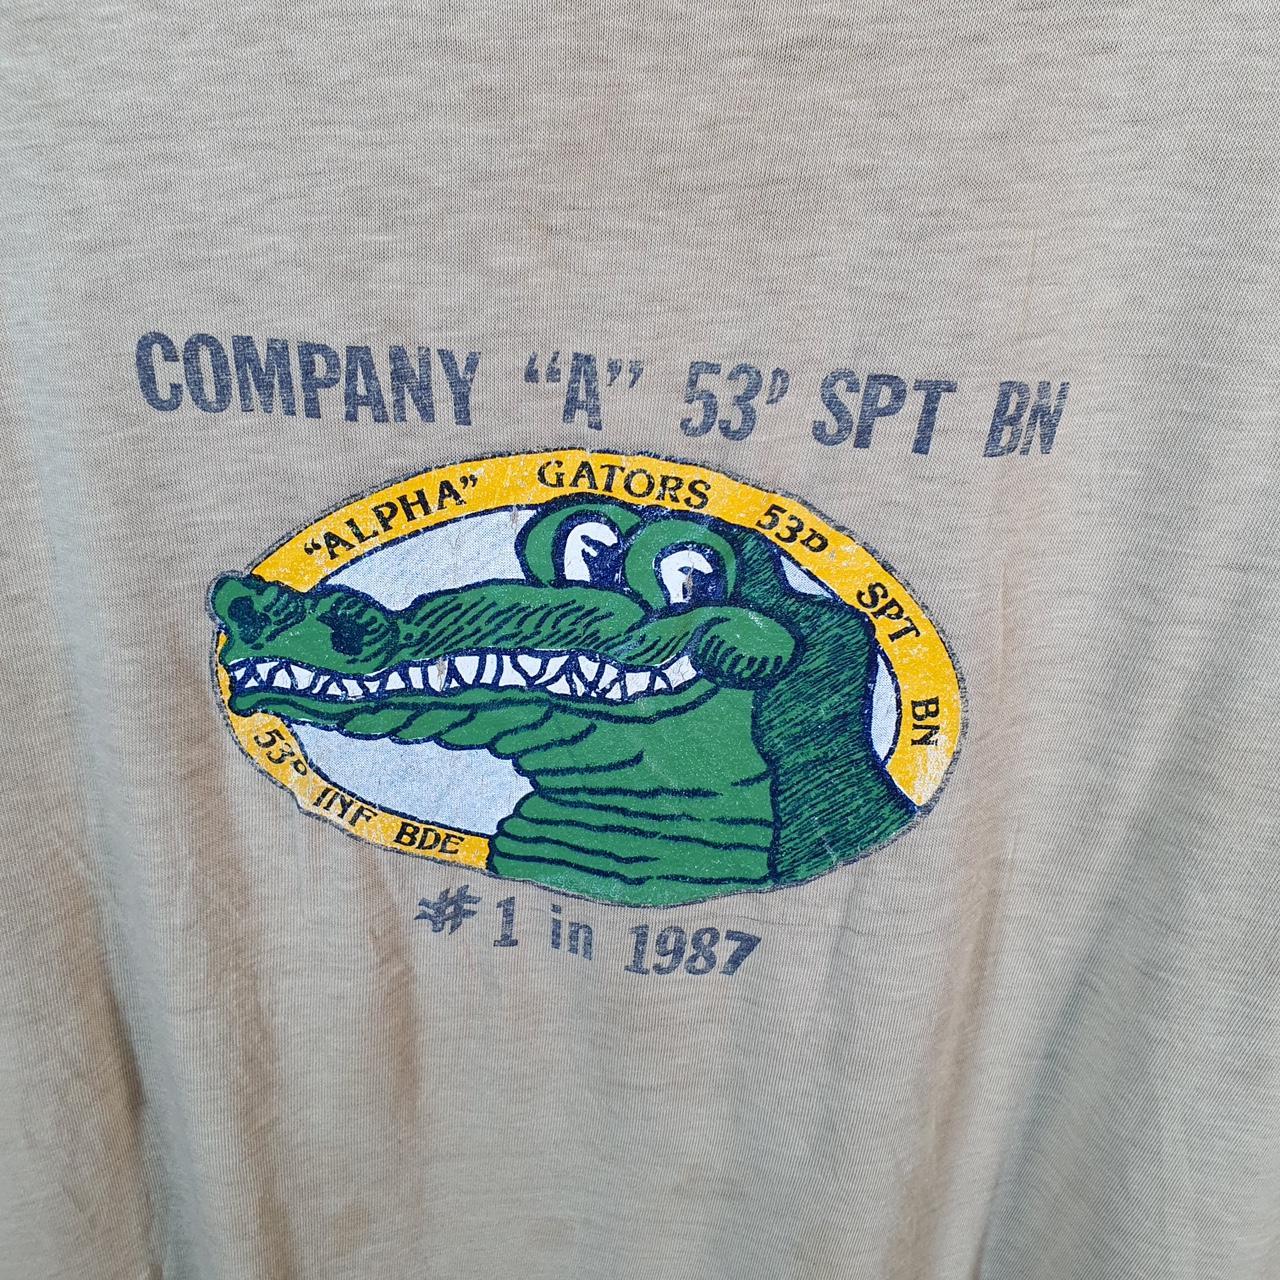 COMPANY “A” 53D SPT BN
“ALPHA” GATORS 53D SPT BN
53D INF BDE
# 1 in 1987